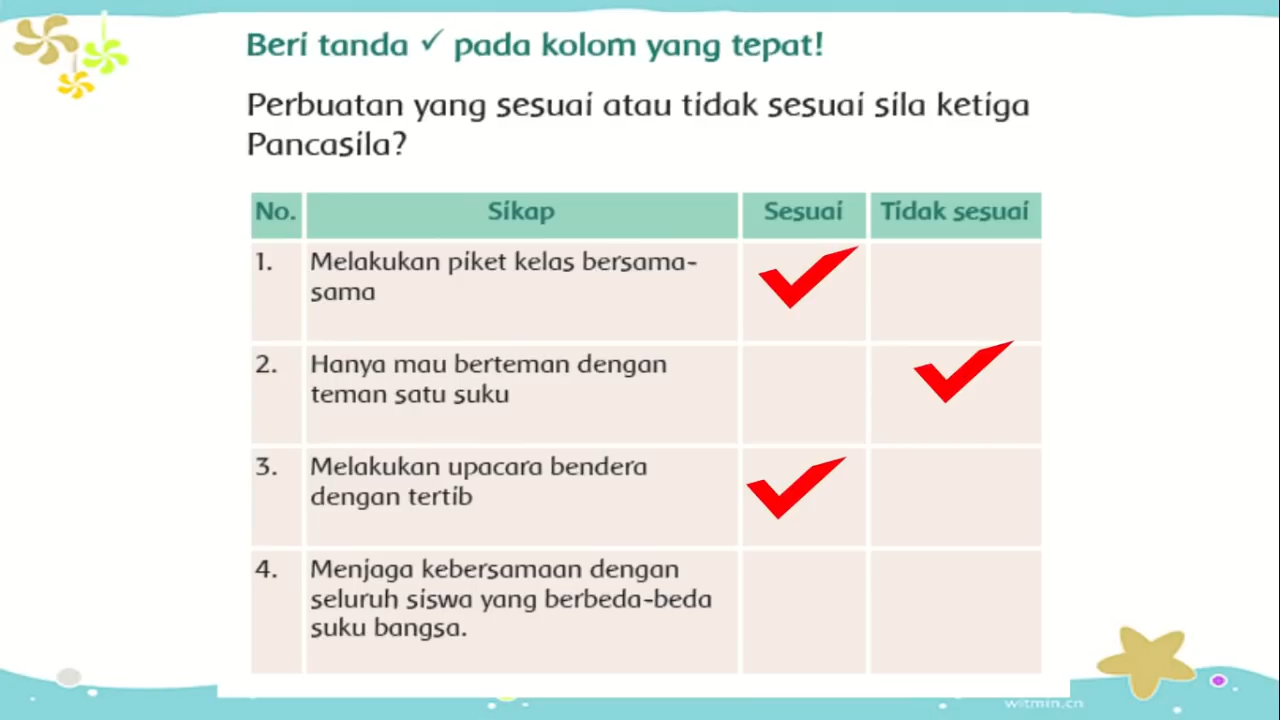 Beri tanda ✓ pada kolom yang tepat!
Perbuatan yang sesuai atau tidak sesuai sila ketiga
Pancasila?
No. Sikap Sesuai Tidak sesuai
1. Melakukan piket kelas bersama-
sama
2. Hanya mau berteman dengan
teman satu suku
3. Melakukan upacara bendera
dengan tertib
4. Menjaga kebersamaan dengan
seluruh siswa yang berbeda-beda
suku bangsa.
witmin.cn